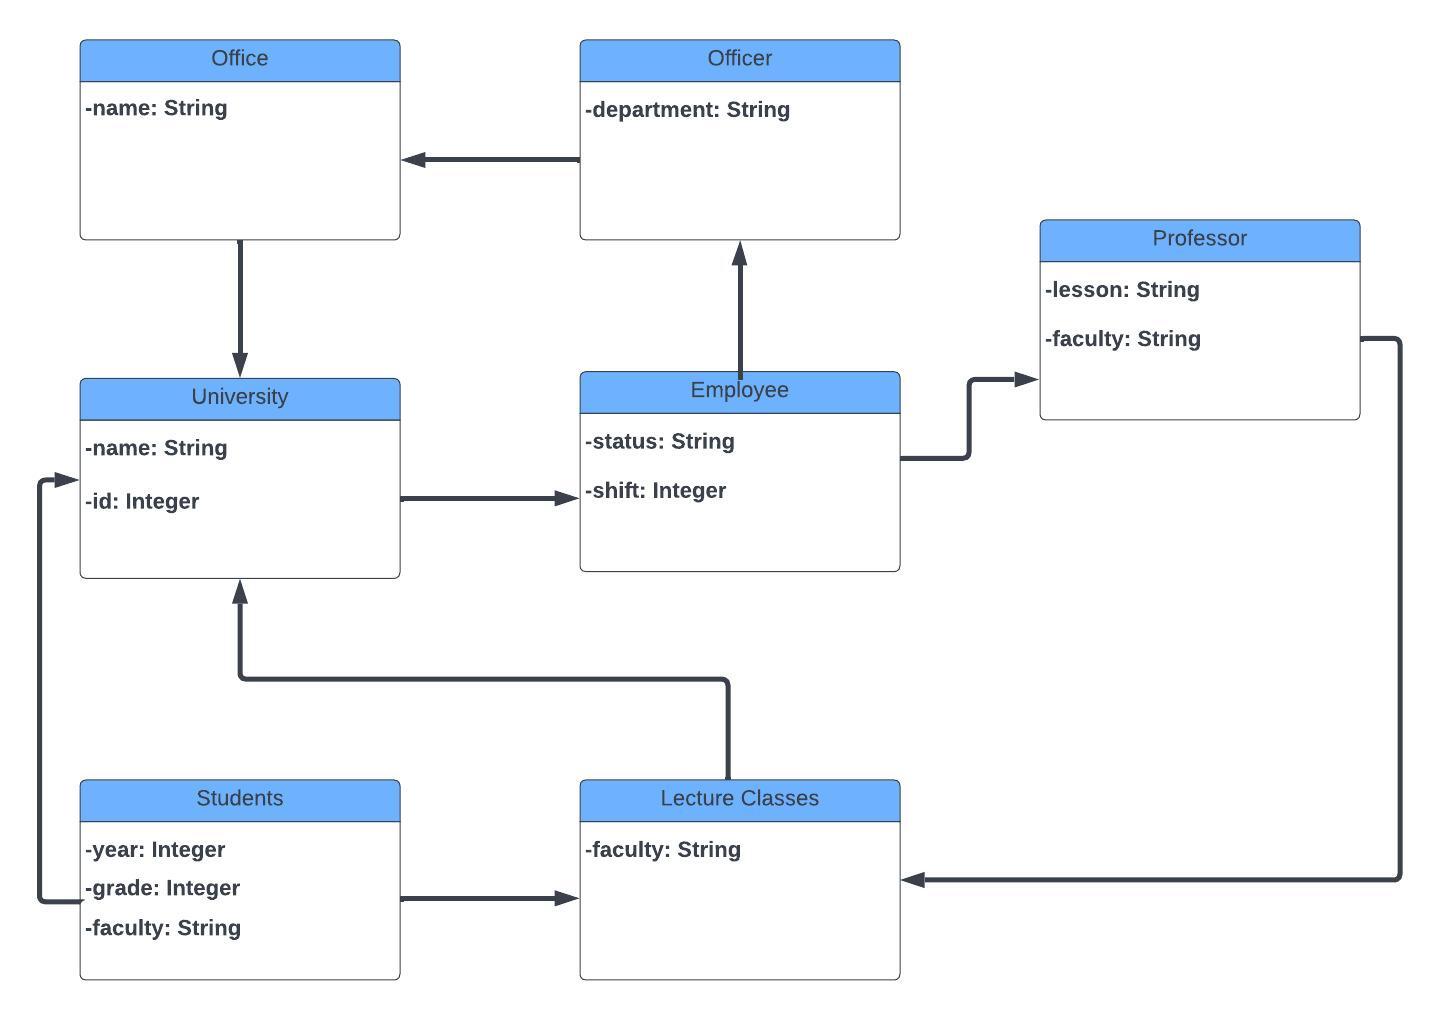 Office
-name: String
Officer
-department: String
Professor
-lesson: String
-faculty: String
University
-name: String
-id: Integer
Employee
-status: String
-shift: Integer
Students
-year: Integer
-grade: Integer
-faculty: String
Lecture Classes
-faculty: String